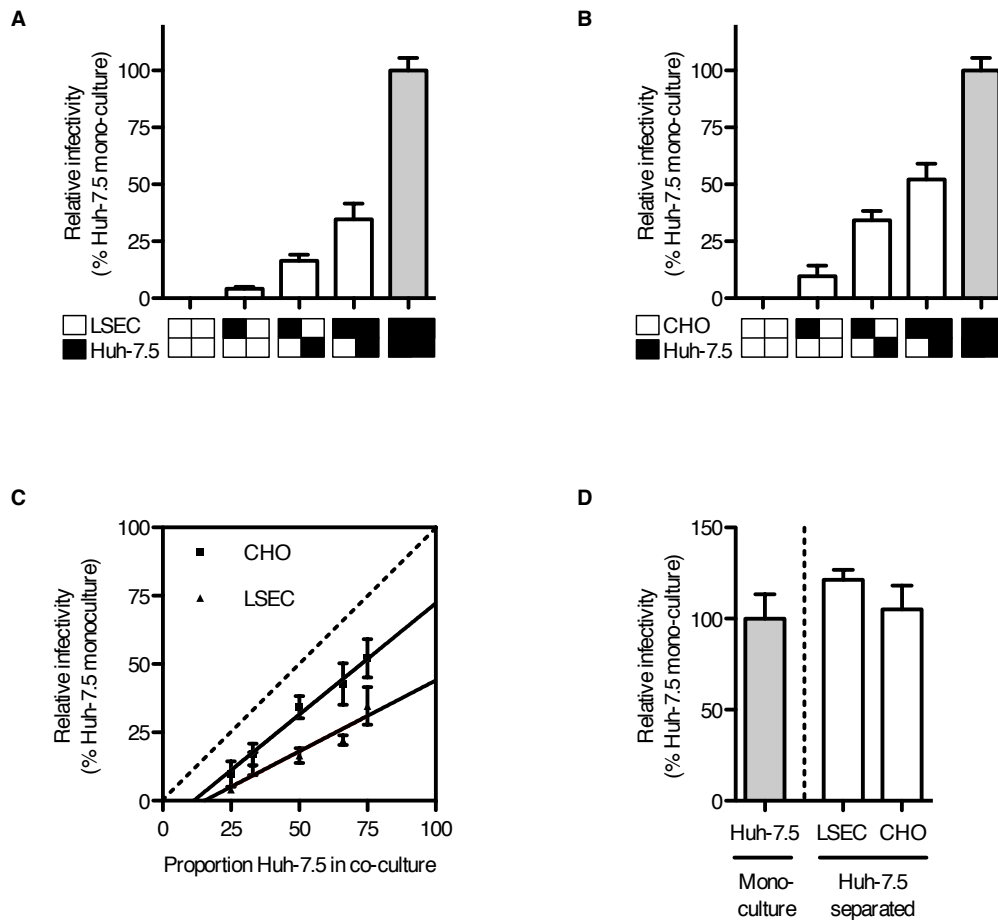 A
Relative infectivity
(% Huh-7.5 mono-culture)
100
75
50
25
0
LSEC
Huh-7.5
B
Relative infectivity
(% Huh-7.5 mono-culture)
100
75
50
25
0
CHO
Huh-7.5
C
Relative infectivity
(% Huh-7.5 monoculture)
100
75
50
25
0
CHO
LSEC
0 25 50 75 100
Proportion Huh-7.5 in co-culture
D
Relative infectivity
(% Huh-7.5 mono-culture)
150
100
50
0
Huh-7.5 LSEC CHO
Mono-
culture
Huh-7.5
separated